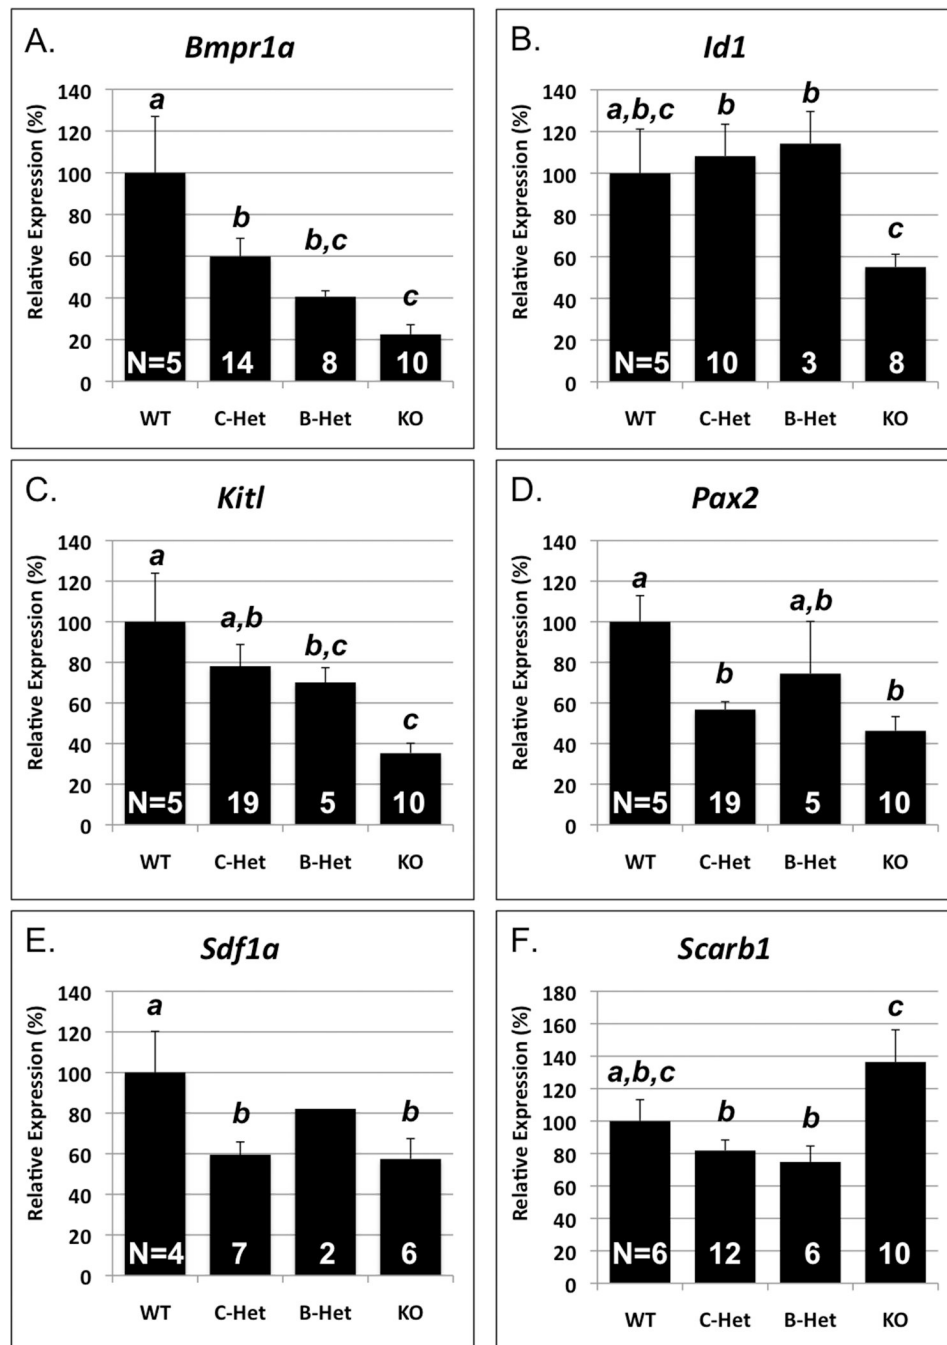 A.
Bmpr1a
Relative Expression (%)
140
120
100
80
60
40
20
0
a
b
b,c
c
N=5 14 8 10
WT C-Het B-Het KO
B.
Id1
Relative Expression (%)
140
120
100
80
60
40
20
0
a,b,c
b
b
c
N=5 10 3 8
WT C-Het B-Het KO
C.
Kitl
Relative Expression (%)
140
120
100
80
60
40
20
0
a
a,b
b,c
c
N=5 19 5 10
WT C-Het B-Het KO
D.
Pax2
Relative Expression (%)
140
120
100
80
60
40
20
0
a
b
a,b
b
N=5 19 5 10
WT C-Het B-Het KO
E.
Sdf1a
Relative Expression (%)
140
120
100
80
60
40
20
0
a
b
b
N=4 7 2 6
WT C-Het B-Het KO
F.
Scarb1
Relative Expression (%)
180
160
140
120
100
80
60
40
20
0
a,b,c
b
b
c
N=6 12 6 10
WT C-Het B-Het KO